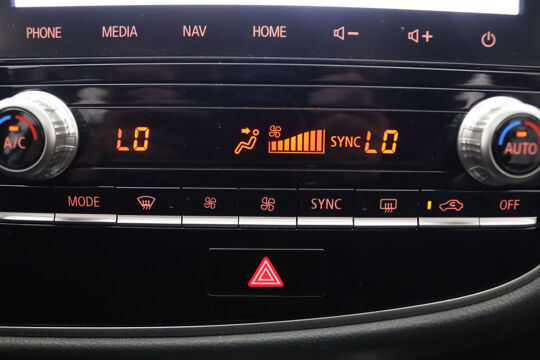 PHONE MEDIA NAV HOME
A/C LO SYNC LO AUTO
MODE SYNC OFF